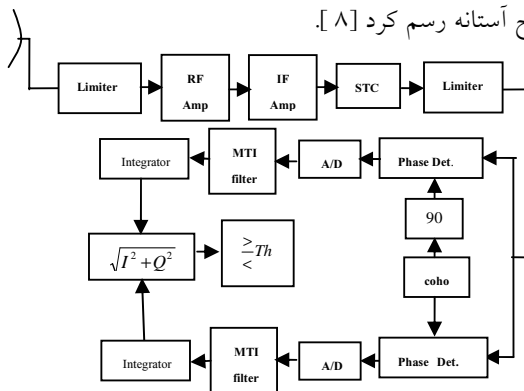 ح آستانه رسم کرد [۸].
Limiter
RF
Amp
IF
Amp
STC
Limiter
Integrator
MTI
filter
A/D
Phase Det.
90
√I² + Q²
≥
<
Th
coho
Integrator
MTI
filter
A/D
Phase Det.